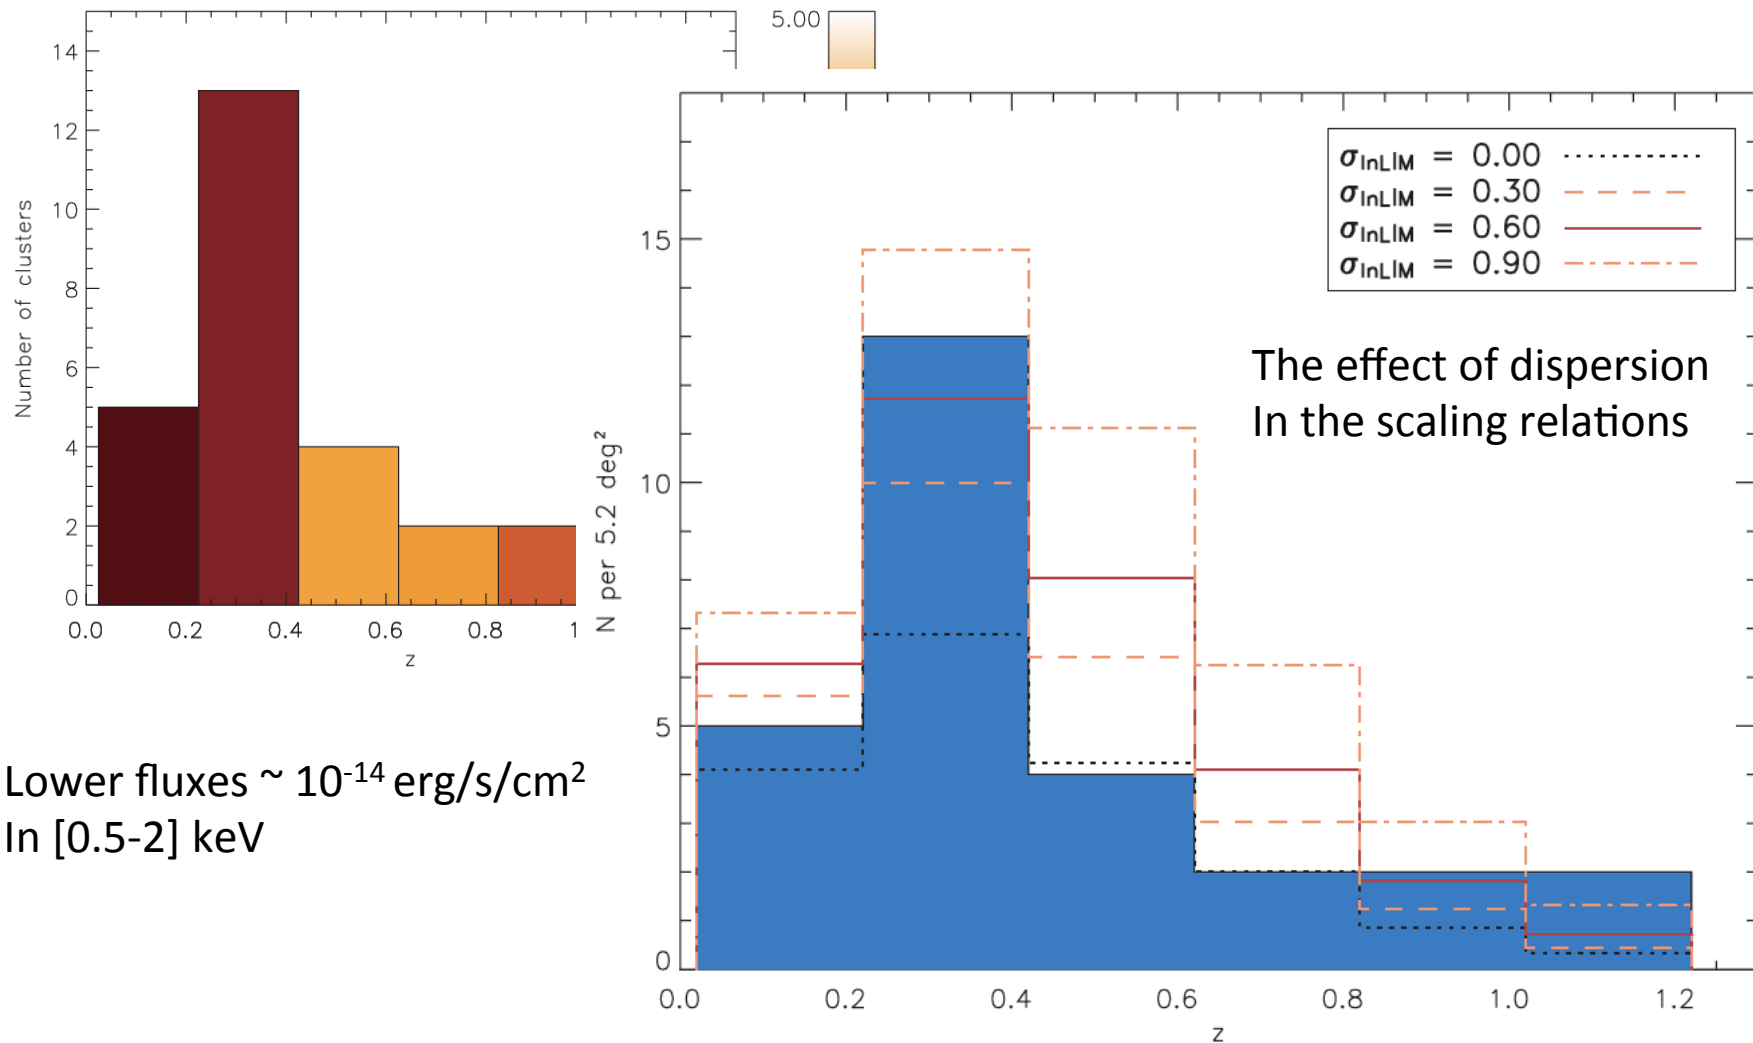 14
12
10
8
6
4
2
0
Number of clusters
0.0 0.2 0.4 0.6 0.8 1
z
5.00
15
10
5
0
N per 5.2 deg²
0.0 0.2 0.4 0.6 0.8 1.0 1.2
z
σlnL|M = 0.00
σlnL|M = 0.30
σlnL|M = 0.60
σlnL|M = 0.90
The effect of dispersion
In the scaling relations
Lower fluxes ~ 10⁻¹⁴ erg/s/cm²
In [0.5-2] keV